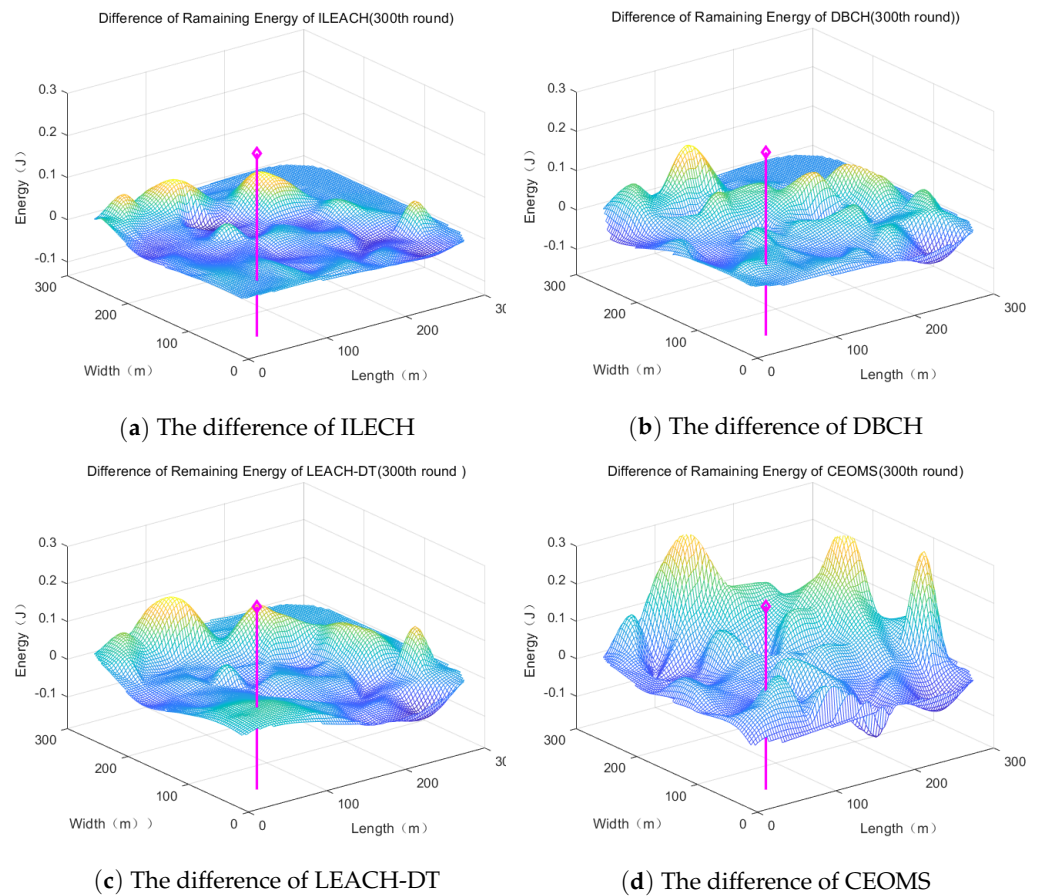 Difference of Ramaining Energy of ILEACH(300th round)
0.3
0.2
0.1
0
-0.1
Energy（J）
300
200
100
0
Width（m）
0
100
200
30
Length（m）
(a) The difference of ILECH
Difference of Ramaining Energy of DBCH(300th round))
0.3
0.2
0.1
0
-0.1
Energy（J）
300
200
100
0
Width（m）
0
100
200
300
Length（m）
(b) The difference of DBCH
Difference of Remaining Energy of LEACH-DT(300th round )
0.3
0.2
0.1
0
-0.1
Energy（J）
300
200
100
0
Width（m））
0
100
200
Length（m）
(c) The difference of LEACH-DT
Difference of Ramaining Energy of CEOMS(300th round)
0.3
0.2
0.1
0
-0.1
Energy（J）
300
200
100
0
Width（m）
0
100
200
300
Length（m）
(d) The difference of CEOMS